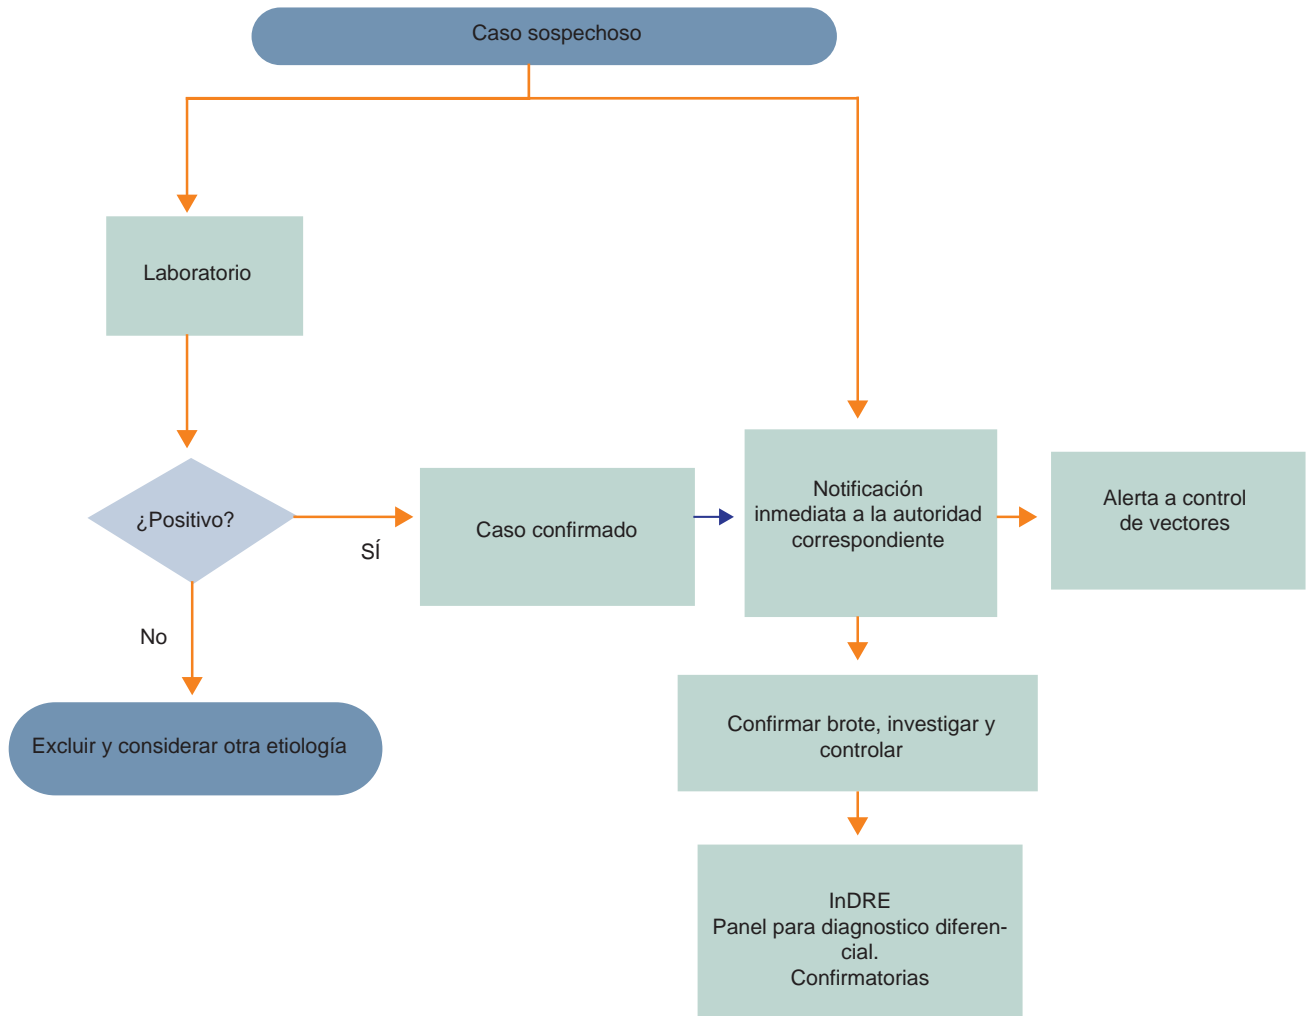 Caso sospechoso
Laboratorio
¿Positivo?
SÍ
No
Caso confirmado
Notificación
inmediata a la autoridad
correspondiente
Alerta a control
de vectores
Excluir y considerar otra etiología
Confirmar brote, investigar y
controlar
InDRE
Panel para diagnostico diferen-
cial.
Confirmatorias